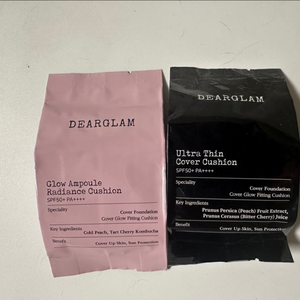 DEARGLAM
Glow Ampoule
Radiance Cushion
SPF50+ PA++++
Speciality
Cover Foundation
Cover Glow Fitting Cushion
Key Ingredients
Cold Peach, Tart Cherry Kombucha
Benefit
Cover Up Skin, Sun Protection
DEARGLAM
Ultra Thin
Cover Cushion
SPF50+ PA++++
Speciality
Cover Foundation
Cover Glow Fitting Cushion
Key Ingredients
Prunus Persica (Peach) Fruit Extract,
Prunus Cerasus (Bitter Cherry) Juice
Benefit
Cover Up Skin, Sun Protection